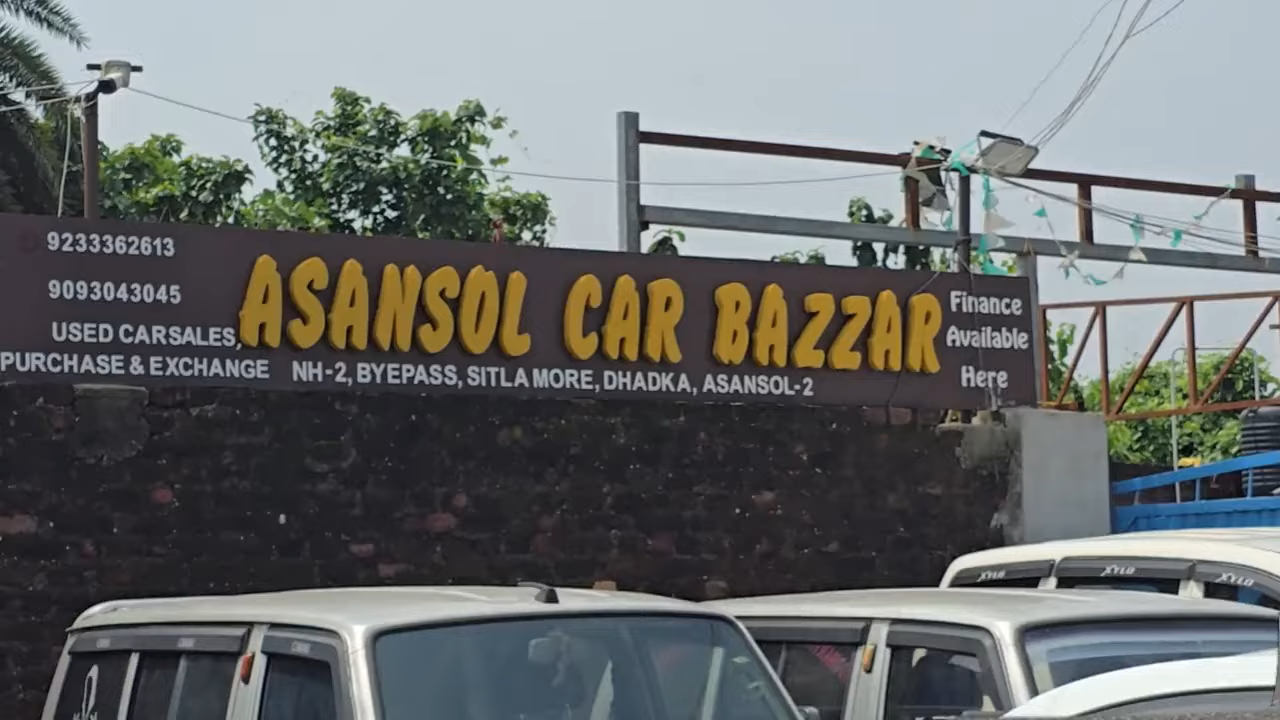 9233362613
9093043045
USED CARSALES,
PURCHASE & EXCHANGE
ASANSOL CAR BAZZAR
NH-2, BYEPASS, SITLA MORE, DHADKA, ASANSOL-2
Finance
Available
Here
XYLO XYLO XYLO